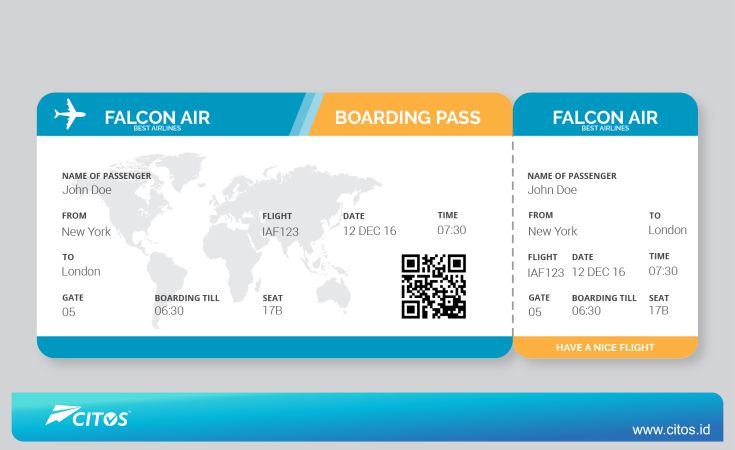 FALCON AIR
BEST AIRLINES
BOARDING PASS
NAME OF PASSENGER
John Doe
FROM
New York
FLIGHT
IAF123
DATE
12 DEC 16
TIME
07:30
TO
London
GATE
05
BOARDING TILL
06:30
SEAT
17B
FALCON AIR
BEST AIRLINES
NAME OF PASSENGER
John Doe
FROM
New York
TO
London
FLIGHT
IAF123
DATE
12 DEC 16
TIME
07:30
GATE
05
BOARDING TILL
06:30
SEAT
17B
HAVE A NICE FLIGHT
CITOS
www.citos.id